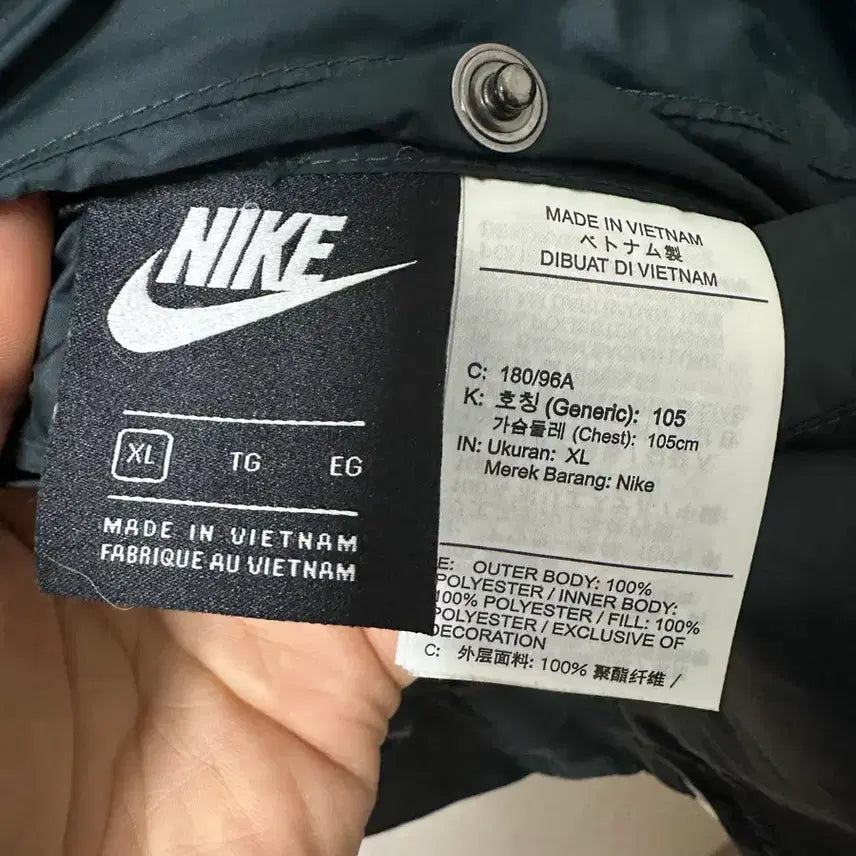 NIKE
XL TG EG
MADE IN VIETNAM
FABRIQUE AU VIETNAM
MADE IN VIETNAM
ベトナム製
DIBUAT DI VIETNAM
C: 180/96A
K: 호칭 (Generic): 105
가슴둘레 (Chest): 105cm
IN: Ukuran: XL
Merek Barang: Nike
E: OUTER BODY: 100%
POLYESTER / INNER BODY:
100% POLYESTER / FILL: 100%
POLYESTER / EXCLUSIVE OF
DECORATION
C: 外层面料: 100% 聚酯纤维 /